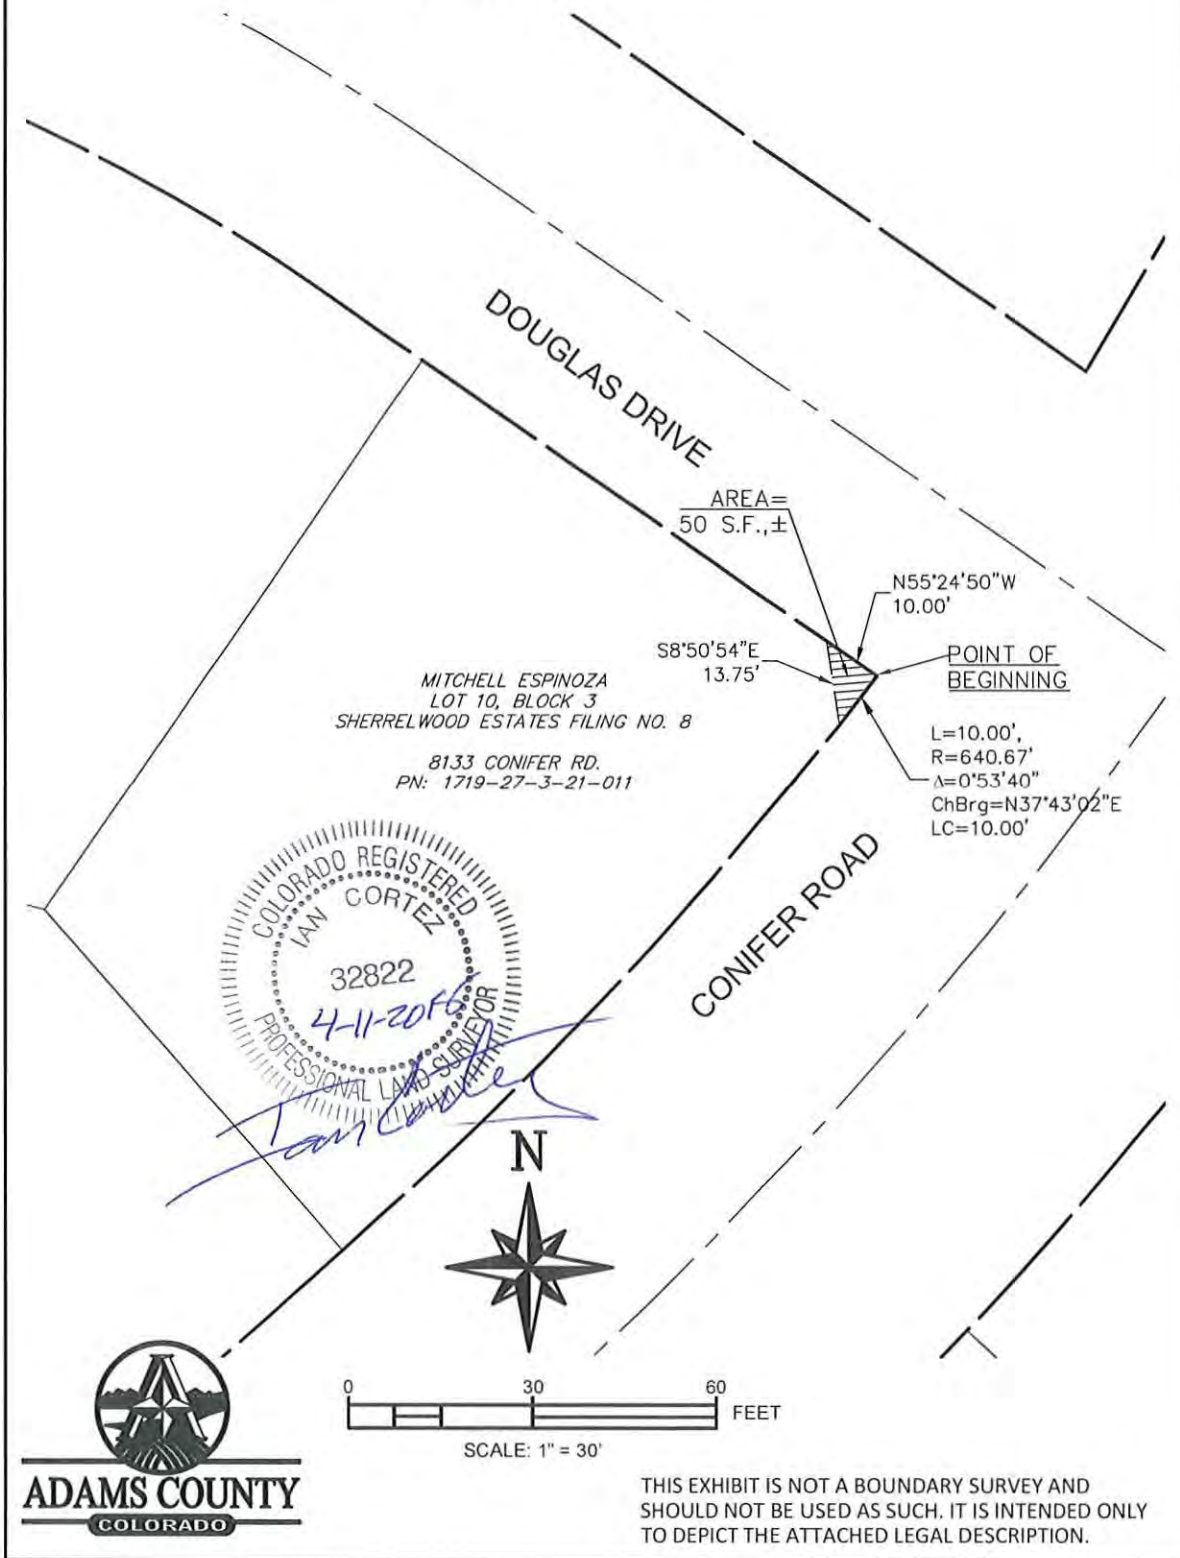 DOUGLAS DRIVE
AREA=
50 S.F.,±
N55°24'50"W
10.00'
S8°50'54"E
13.75'
POINT OF
BEGINNING
MITCHELL ESPINOZA
LOT 10, BLOCK 3
SHERRELWOOD ESTATES FILING NO. 8
8133 CONIFER RD.
PN: 1719-27-3-21-011
L=10.00',
R=640.67'
Δ=0°53'40"
ChBrg=N37°43'02"E
LC=10.00'
CONIFER ROAD
COLORADO REGISTERED
IAN CORTEZ
32822
PROFESSIONAL LAND SURVEYOR
Ian Cortez
N
0 30 60
FEET
SCALE: 1" = 30'
ADAMS COUNTY
COLORADO
THIS EXHIBIT IS NOT A BOUNDARY SURVEY AND
SHOULD NOT BE USED AS SUCH. IT IS INTENDED ONLY
TO DEPICT THE ATTACHED LEGAL DESCRIPTION.